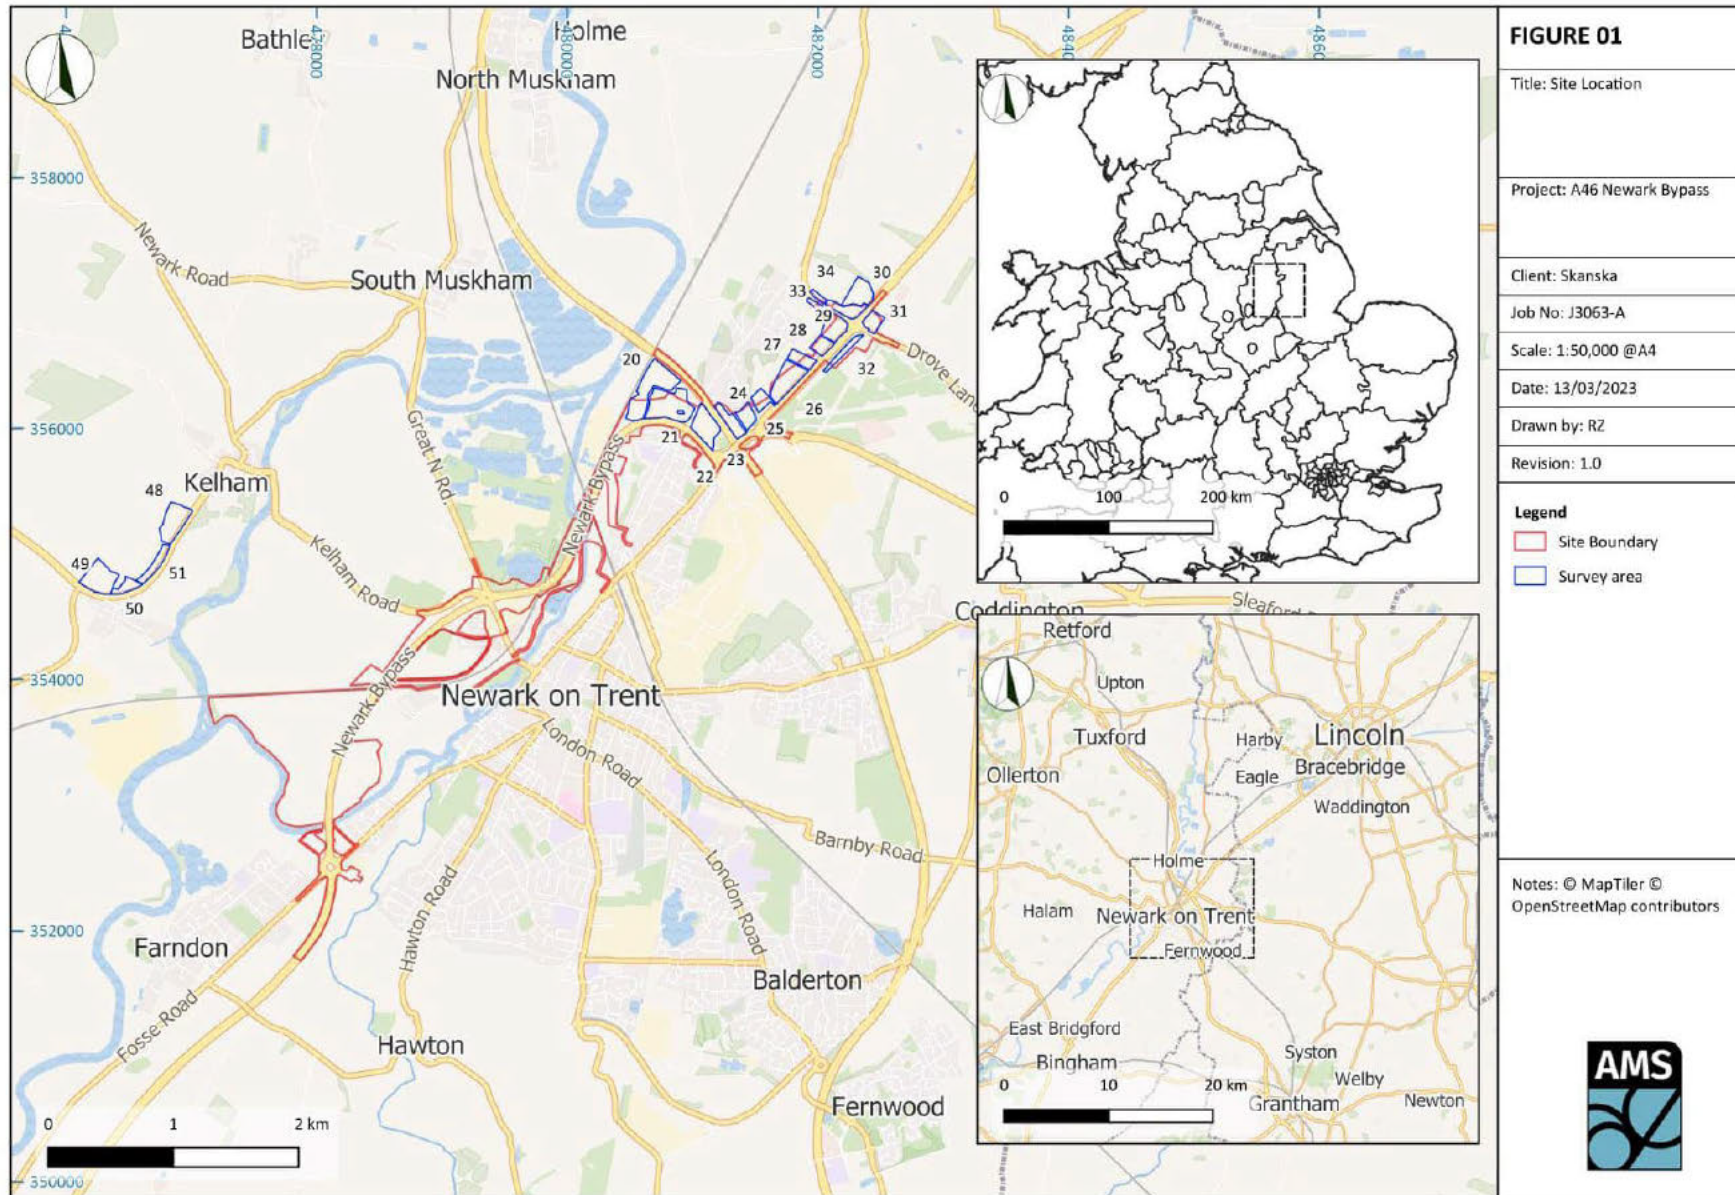 Bathle
Holme
North Muskham
4
478000
480000
482000
4840
4860
358000
356000
354000
352000
350000
Newark Road
South Muskham
Great N Rd.
Kelham
Kelham Road
Newark Bypass
Newark Bypass
Newark on Trent
London Road
London Road
Barnby Road
Hawton Road
Farndon
Fosse Road
Hawton
Balderton
Fernwood
Coddington
Drove Lan
34
30
33
29
31
28
27
32
20
24
26
21
25
23
22
48
49
51
50
0 1 2 km
0 100 200 km
Sleaford
Retford
Upton
Tuxford
Harby
Lincoln
Ollerton
Eagle
Bracebridge
Waddington
Holme
Halam
Newark on Trent
Fernwood
East Bridgford
Bingham
Syston
Welby
Grantham
Newton
0 10 20 km
FIGURE 01
Title: Site Location
Project: A46 Newark Bypass
Client: Skanska
Job No: J3063-A
Scale: 1:50,000 @A4
Date: 13/03/2023
Drawn by: RZ
Revision: 1.0
Legend
Site Boundary
Survey area
Notes: © MapTiler ©
OpenStreetMap contributors
AMS